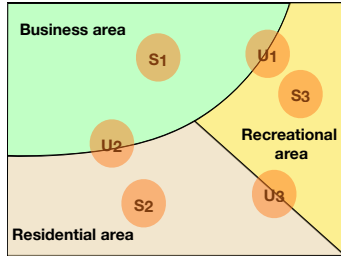 Business area
S1
U1
S3
U2
Recreational
area
U3
S2
Residential area